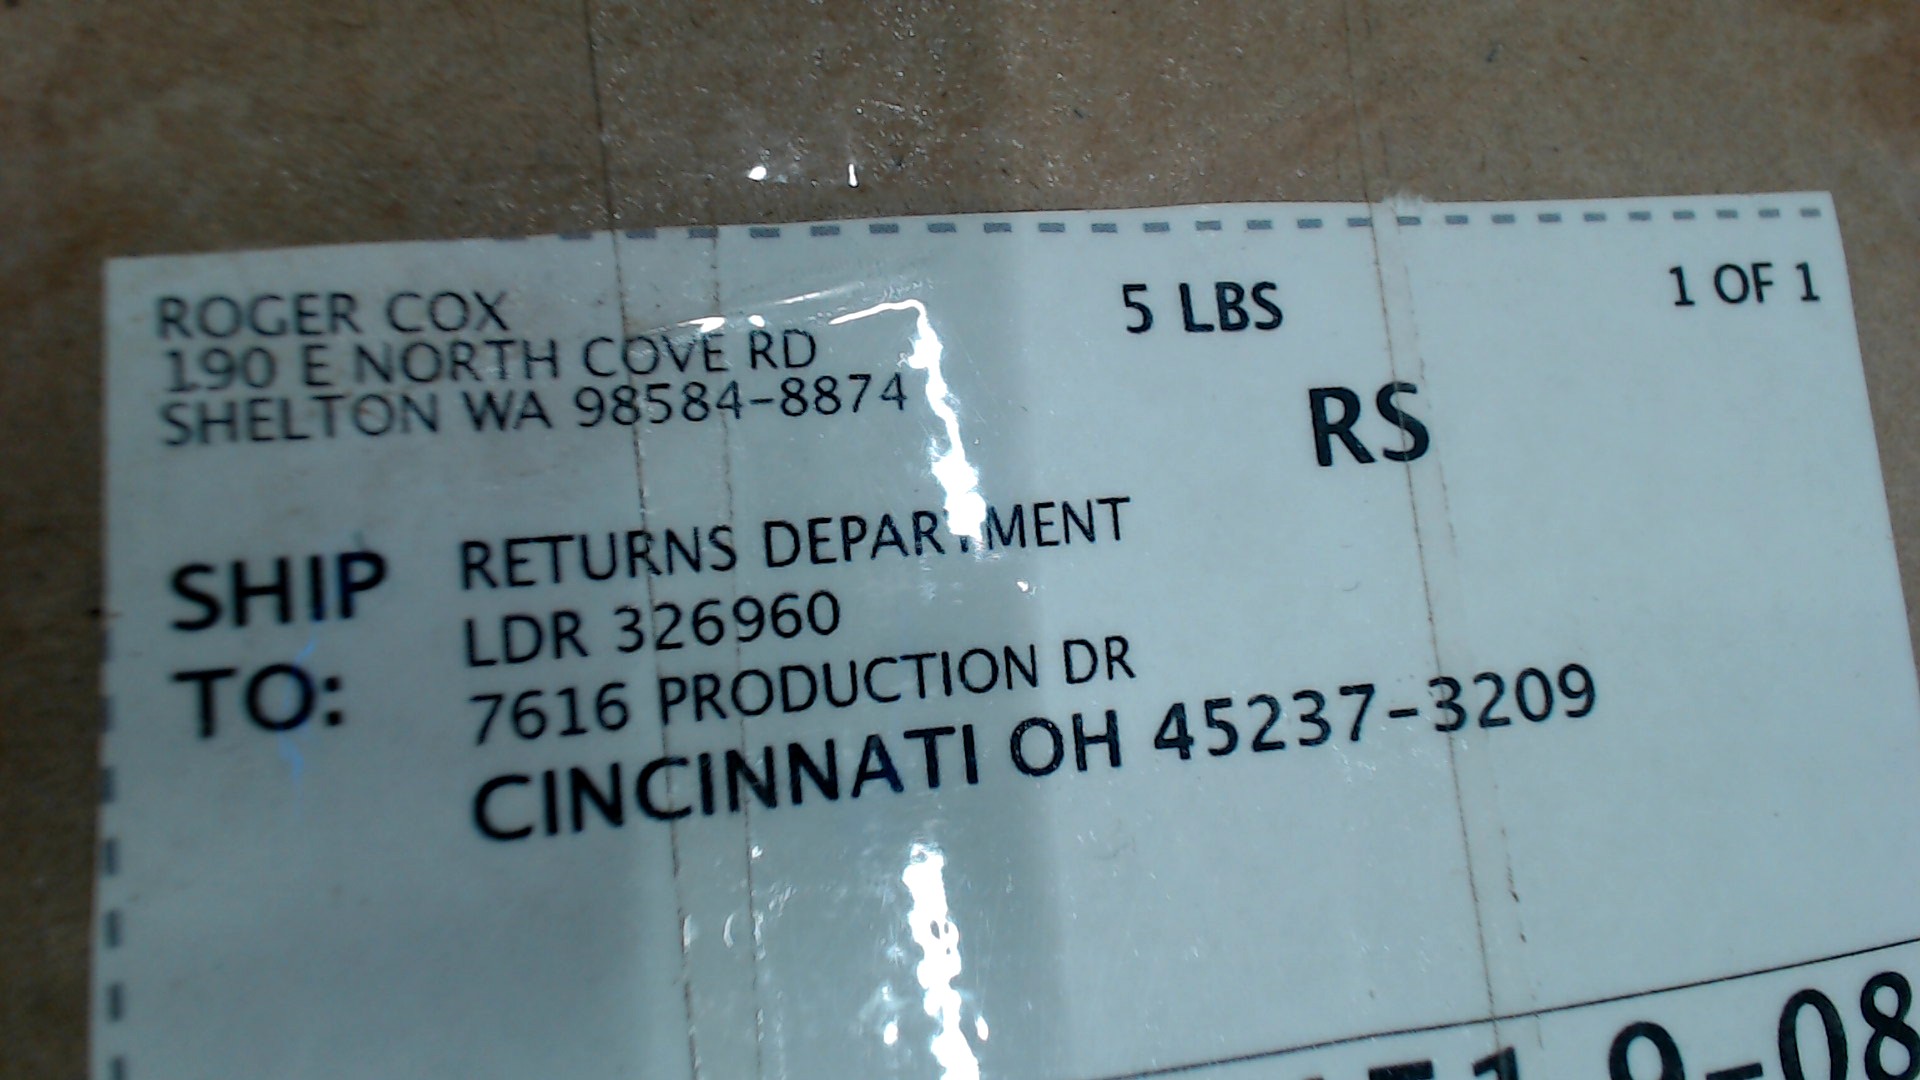 ROGER COX
190 E NORTH COVE RD
SHELTON WA 98584-8874
5 LBS
1 OF 1
RS
SHIP TO:
RETURNS DEPARTMENT
LDR 326960
7616 PRODUCTION DR
CINCINNATI OH 45237-3209